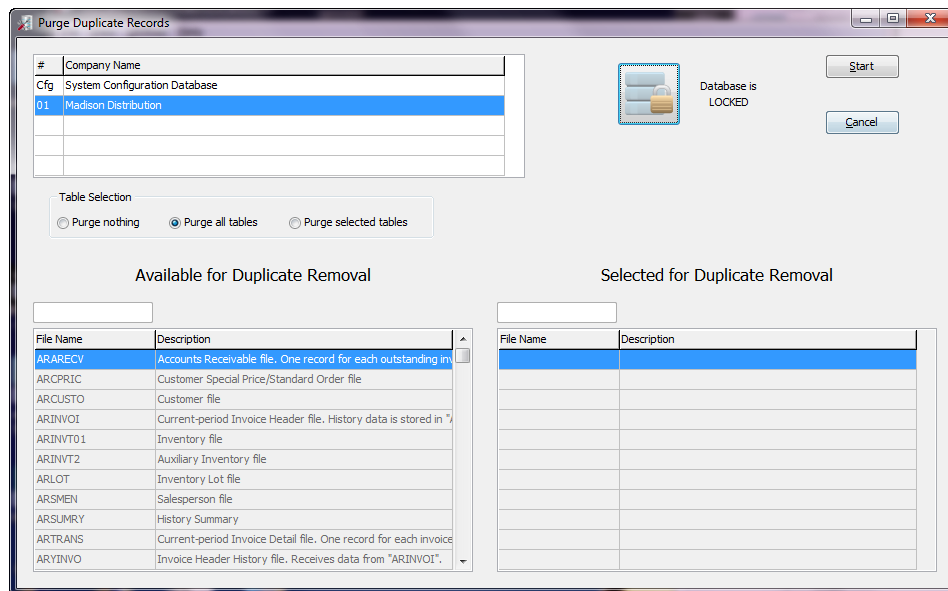 Purge Duplicate Records
# Company Name
Cfg System Configuration Database
01 Madison Distribution
Database is
LOCKED
Start
Cancel
Table Selection
Purge nothing Purge all tables Purge selected tables
Available for Duplicate Removal
Selected for Duplicate Removal
File Name Description
ARARECV Accounts Receivable file. One record for each outstanding inv
ARCPRIC Customer Special Price/Standard Order file
ARCUSTO Customer file
ARINVOI Current-period Invoice Header file. History data is stored in "A
ARINVT01 Inventory file
ARINVT2 Auxiliary Inventory file
ARLOT Inventory Lot file
ARSMEN Salesperson file
ARSUMRY History Summary
ARTRANS Current-period Invoice Detail file. One record for each invoice
ARYINVO Invoice Header History file. Receives data from "ARINVOI".
File Name Description